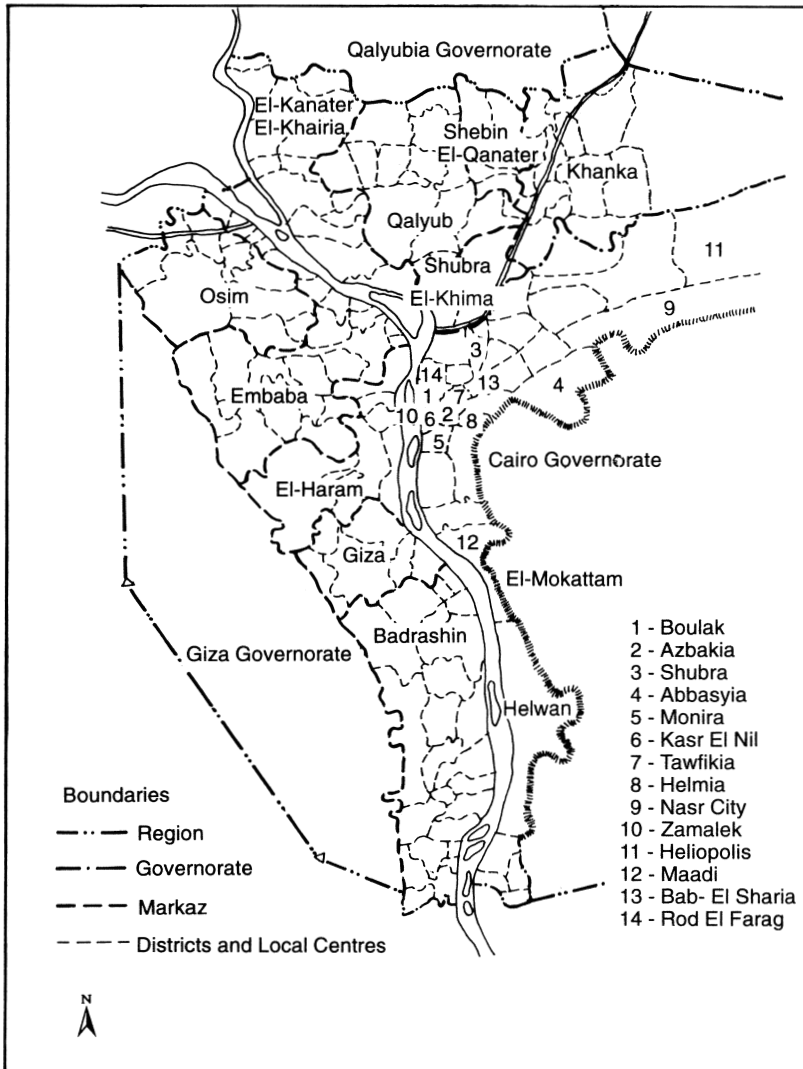 Qalyubia Governorate
El-Kanater
El-Khairia
Shebin
El-Qanater
Khanka
Qalyub
11
Shubra
El-Khima
Osim
9
3
14
13
4
Embaba
1
7
10
6
2
8
5
Cairo Governorate
El-Haram
12
Giza
El-Mokattam
Badrashin
Giza Governorate
Helwan
1 - Boulak
2 - Azbakia
3 - Shubra
4 - Abbasyia
5 - Monira
6 - Kasr El Nil
7 - Tawfikia
8 - Helmia
9 - Nasr City
10 - Zamalek
11 - Heliopolis
12 - Maadi
13 - Bab- El Sharia
14 - Rod El Farag
Boundaries
Region
Governorate
Markaz
Districts and Local Centres
N